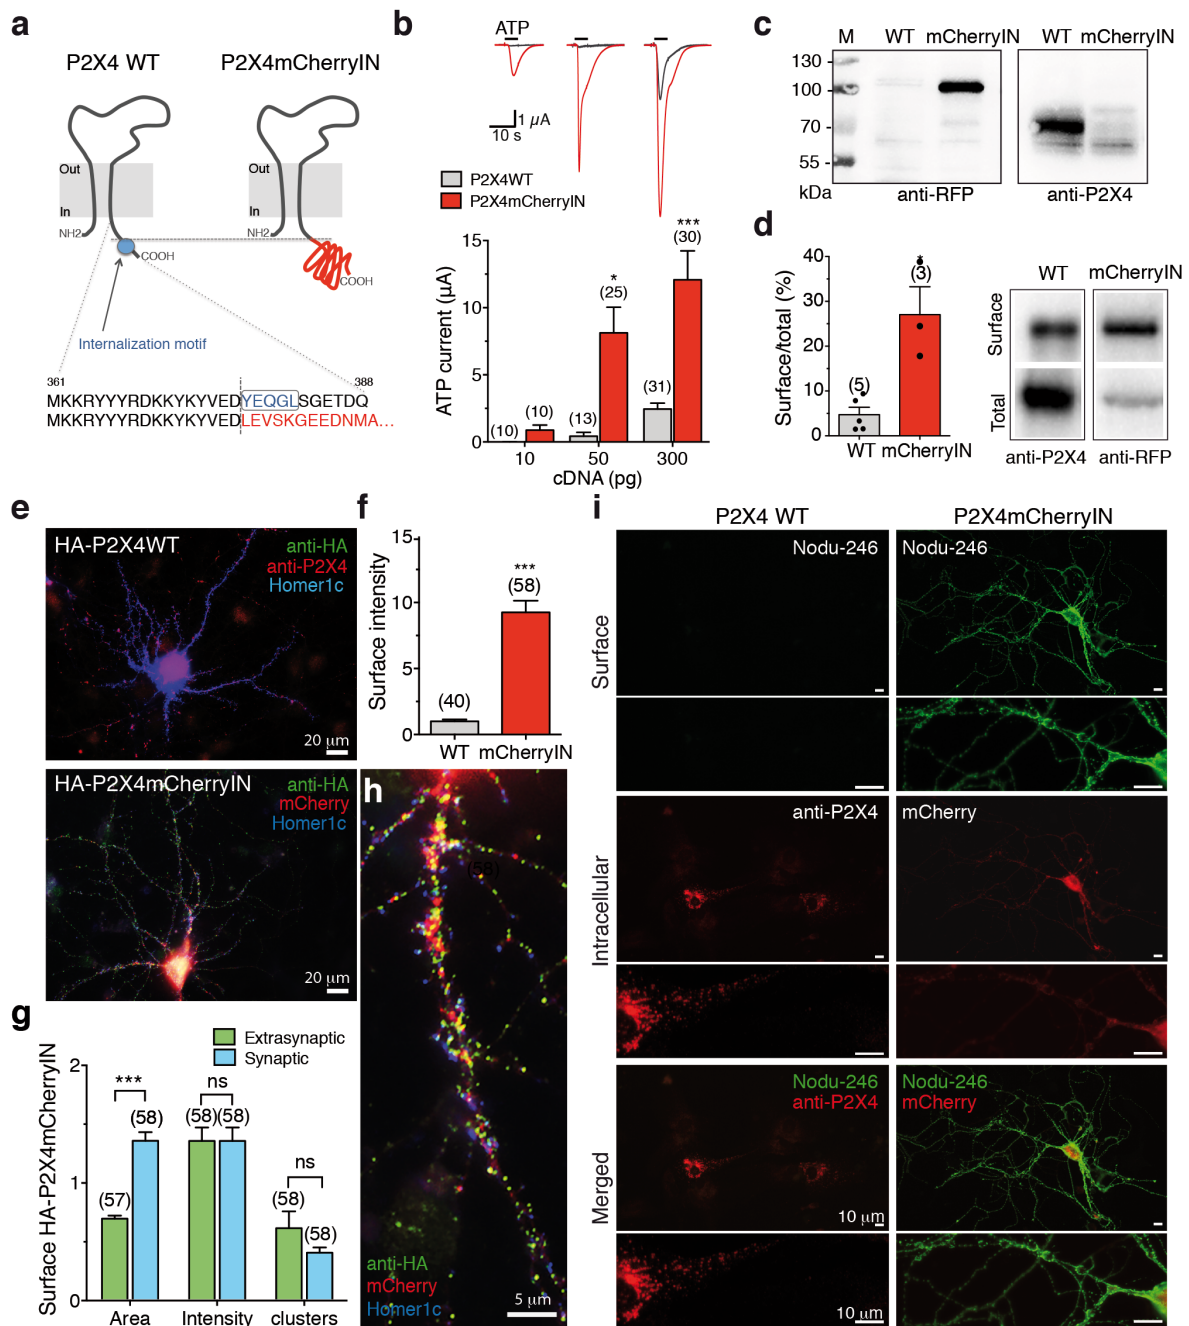 a
P2X4 WT
P2X4mCherryIN
Out
In
NH2
COOH
Out
In
NH2
COOH
Internalization motif
361
388
MKKRYYYRDKKYKYVEDYEQGLSGETDQ
MKKRYYYRDKKYKYVEDLEVSKGEEDNMA...
b
ATP
1 µA
10 s
P2X4WT
P2X4mCherryIN
ATP current (µA)
15
10
5
0
(10)
(10)
(13)
*
(25)
(31)
***
(30)
10
50
300
cDNA (pg)
c
M
WT
mCherryIN
WT
mCherryIN
130
100
70
55
kDa
anti-RFP
anti-P2X4
d
Surface/total (%)
40
30
20
10
0
(5)
*
(3)
WT
mCherryIN
WT
mCherryIN
Surface
Total
anti-P2X4
anti-RFP
e
HA-P2X4WT
anti-HA
anti-P2X4
Homer1c
20 µm
HA-P2X4mCherryIN
anti-HA
mCherry
Homer1c
20 µm
f
Surface intensity
15
10
5
0
(40)
***
(58)
WT
mCherryIN
g
Extrasynaptic
Synaptic
Surface HA-P2X4mCherryIN
2
1
0
***
(57)
(58)
ns
(58)
(58)
ns
(58)
(58)
Area
Intensity
clusters
h
(58)
anti-HA
mCherry
Homer1c
5 µm
i
P2X4 WT
P2X4mCherryIN
Surface
Nodu-246
Nodu-246
Intracellular
anti-P2X4
mCherry
Merged
Nodu-246
anti-P2X4
Nodu-246
mCherry
10 µm
10 µm